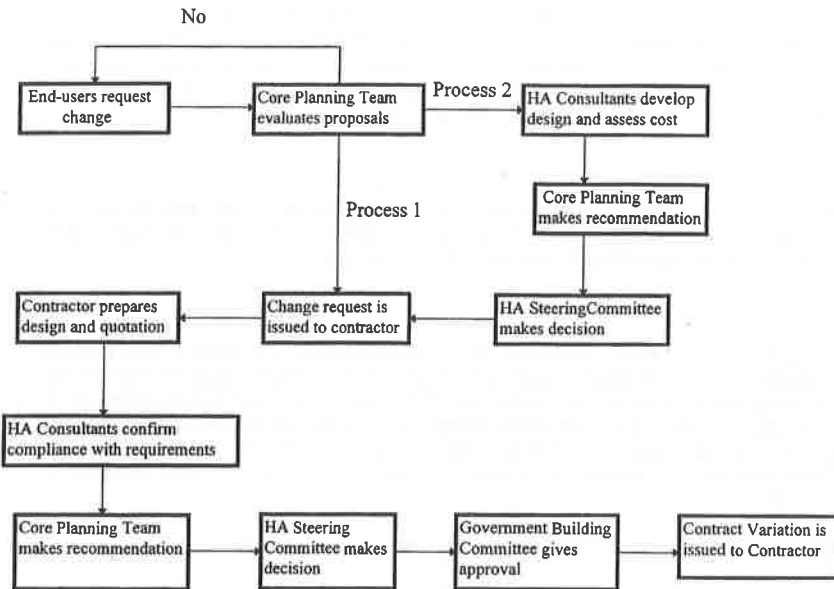 No
End-users request
change
Core Planning Team
evaluates proposals
Process 2
HA Consultants develop
design and assess cost
Process 1
Core Planning Team
makes recommendation
Contractor prepares
design and quotation
Change request is
issued to contractor
HA SteeringCommittee
makes decision
HA Consultants confirm
compliance with requirements
Core Planning Team
makes recommendation
HA Steering
Committee makes
decision
Government Building
Committee gives
approval
Contract Variation is
issued to Contractor